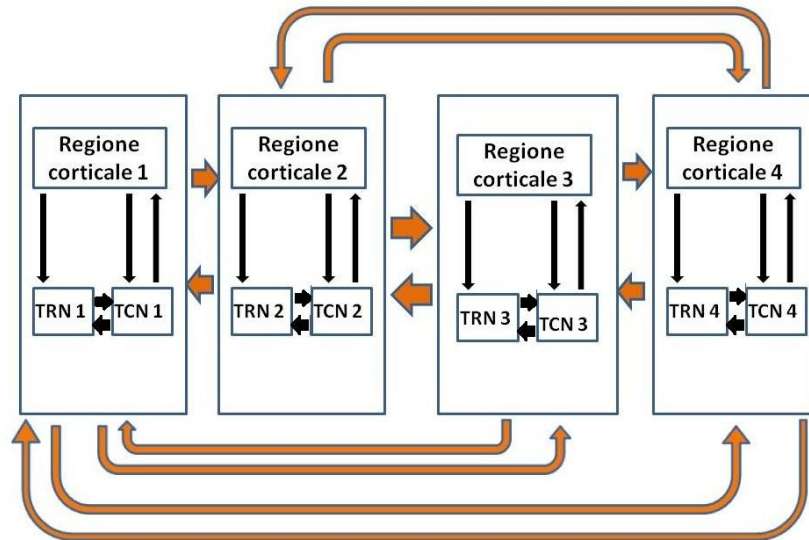 Regione
corticale 1
Regione
corticale 2
Regione
corticale 3
Regione
corticale 4
TRN 1
TCN 1
TRN 2
TCN 2
TRN 3
TCN 3
TRN 4
TCN 4